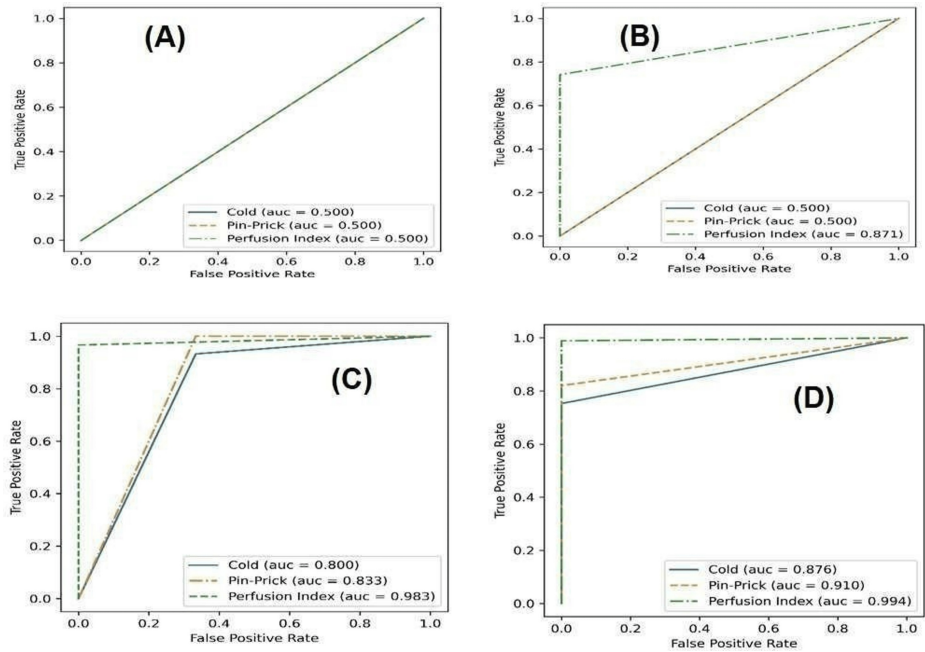 (A)
True Positive Rate
1.0
0.8
0.6
0.4
0.2
0.0
Cold (auc = 0.500)
Pin-Prick (auc = 0.500)
Perfusion Index (auc = 0.500)
0.0 0.2 0.4 0.6 0.8 1.0
False Positive Rate
(B)
True Positive Rate
1.0
0.8
0.6
0.4
0.2
0.0
Cold (auc = 0.500)
Pin-Prick (auc = 0.500)
Perfusion Index (auc = 0.871)
0.0 0.2 0.4 0.6 0.8 1.0
False Positive Rate
(C)
True Positive Rate
1.0
0.8
0.6
0.4
0.2
0.0
Cold (auc = 0.800)
Pin-Prick (auc = 0.833)
Perfusion Index (auc = 0.983)
0.0 0.2 0.4 0.6 0.8 1.0
False Positive Rate
(D)
True Positive Rate
1.0
0.8
0.6
0.4
0.2
0.0
Cold (auc = 0.876)
Pin-Prick (auc = 0.910)
Perfusion Index (auc = 0.994)
0.0 0.2 0.4 0.6 0.8 1.0
False Positive Rate